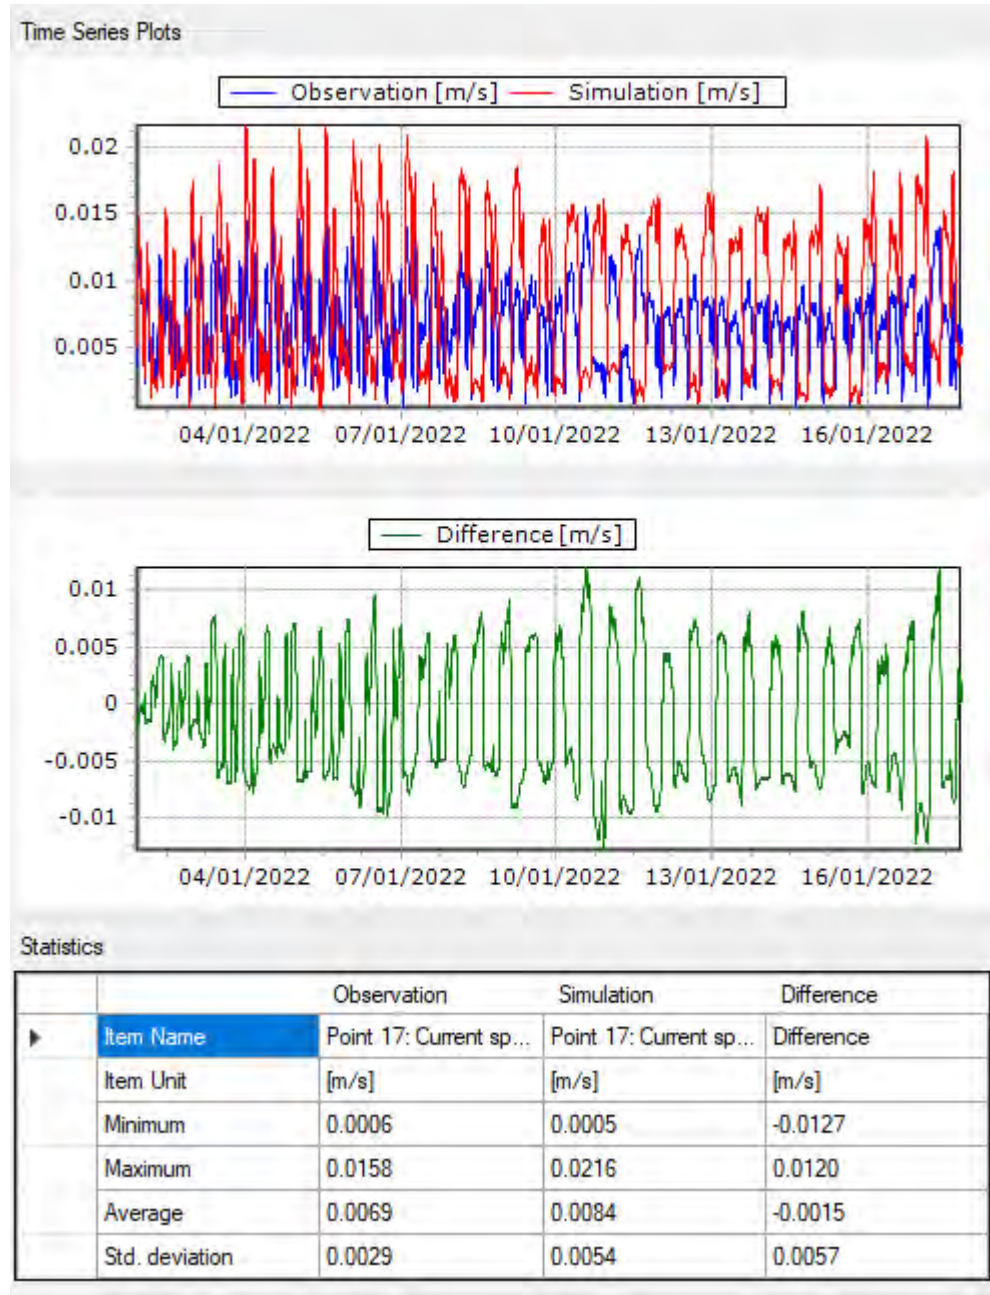 Time Series Plots
Observation [m/s] Simulation [m/s]
0.02
0.015
0.01
0.005
04/01/2022 07/01/2022 10/01/2022 13/01/2022 16/01/2022
Difference [m/s]
0.01
0.005
0
-0.005
-0.01
04/01/2022 07/01/2022 10/01/2022 13/01/2022 16/01/2022
Statistics
Observation Simulation Difference
Item Name Point 17: Current sp... Point 17: Current sp... Difference
Item Unit [m/s] [m/s] [m/s]
Minimum 0.0006 0.0005 -0.0127
Maximum 0.0158 0.0216 0.0120
Average 0.0069 0.0084 -0.0015
Std. deviation 0.0029 0.0054 0.0057